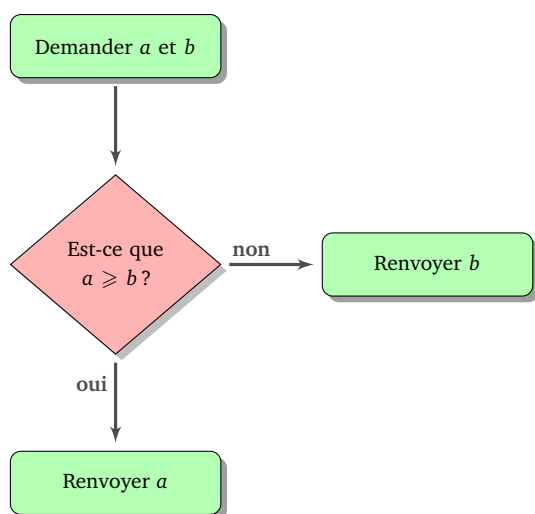 Demander a et b
Est-ce que
a ⩾ b ?
non
Renvoyer b
oui
Renvoyer a